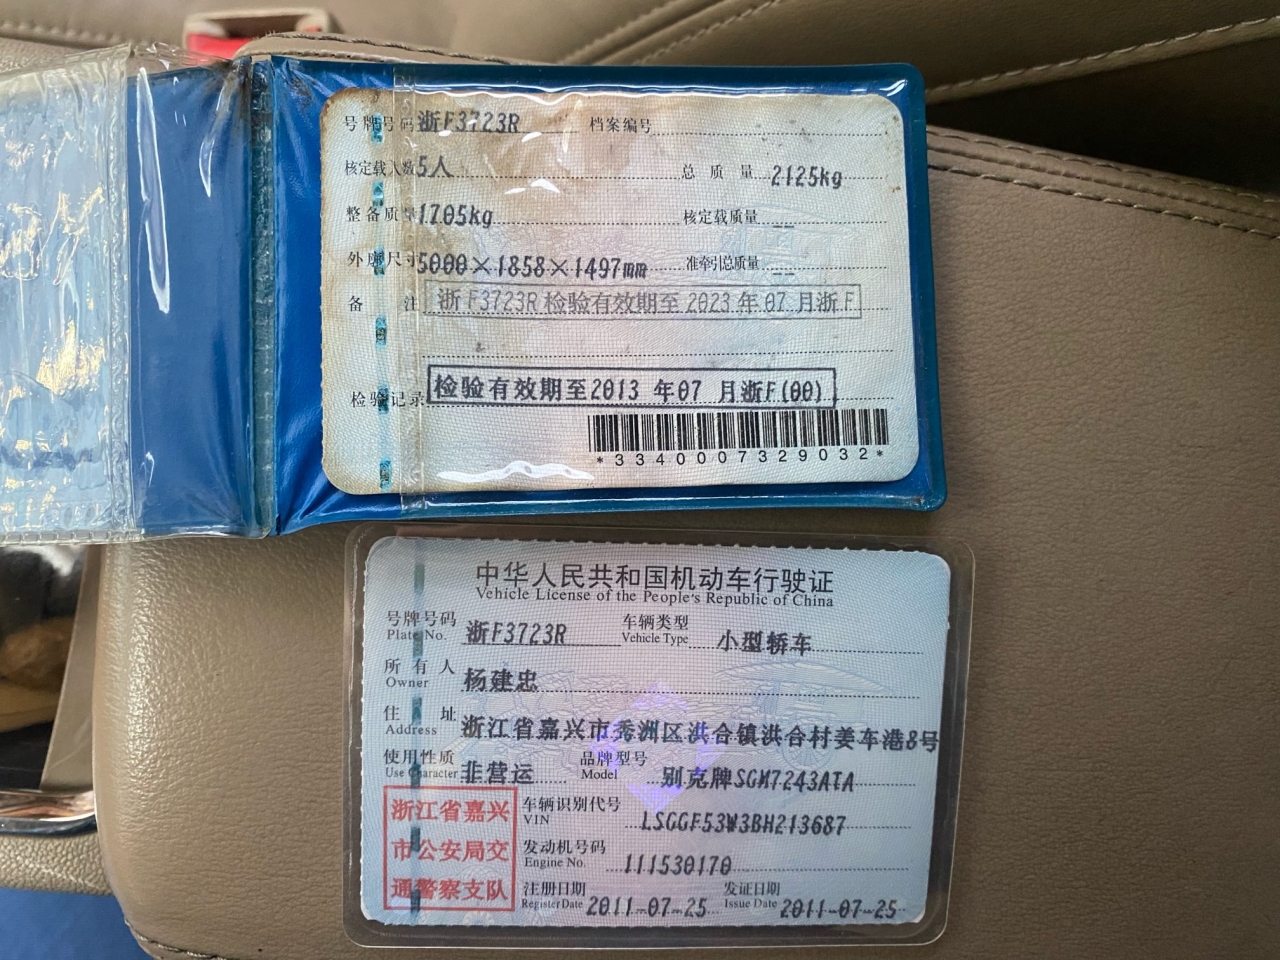 号牌号码 浙F3723R 档案编号
核定载人数 5人 总质量 2125kg
整备质量 1705kg 核定载质量 --
外廓尺寸 5000×1858×1497mm 准牵引总质量 --
备注 浙F3723R 检验有效期至 2023 年 07 月浙F
检验记录 检验有效期至2013 年07 月浙F(00)
*3340007329032*
中华人民共和国机动车行驶证
Vehicle License of the People's Republic of China
号牌号码 浙F3723R 车辆类型 小型轿车
Plate No. Vehicle Type
所有人 杨建忠
Owner
住址 浙江省嘉兴市秀洲区洪合镇洪合村姜车港8号
Address
使用性质 非营运 品牌型号 别克牌SGM7243ATA
Use Character Model
浙江省嘉兴
市公安局交
通警察支队
车辆识别代号 LSGGF53W3BH213687
VIN
发动机号码 111530170
Engine No.
注册日期 2011-07-25 发证日期 2011-07-25
Register Date Issue Date